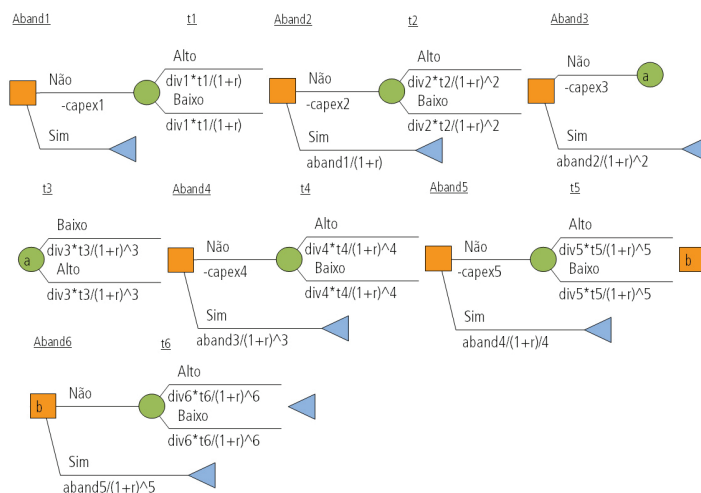 Aband1 t1 Aband2 t2 Aband3
Alto Alto
Não div1*t1/(1+r) Não div2*t2/(1+r)^2 Não a
-capex1 Baixo -capex2 Baixo -capex3
div1*t1/(1+r) div2*t2/(1+r)^2
Sim Sim Sim
aband1/(1+r) aband2/(1+r)^2
t3 Aband4 t4 Aband5 t5
Baixo Alto Alto
a div3*t3/(1+r)^3 Não div4*t4/(1+r)^4 Não div5*t5/(1+r)^5 b
Alto -capex4 Baixo -capex5 Baixo
div3*t3/(1+r)^3 div4*t4/(1+r)^4 div5*t5/(1+r)^5
Sim Sim
aband3/(1+r)^3 aband4/(1+r)/4
Aband6 t6
Alto
b Não div6*t6/(1+r)^6
Baixo
div6*t6/(1+r)^6
Sim
aband5/(1+r)^5